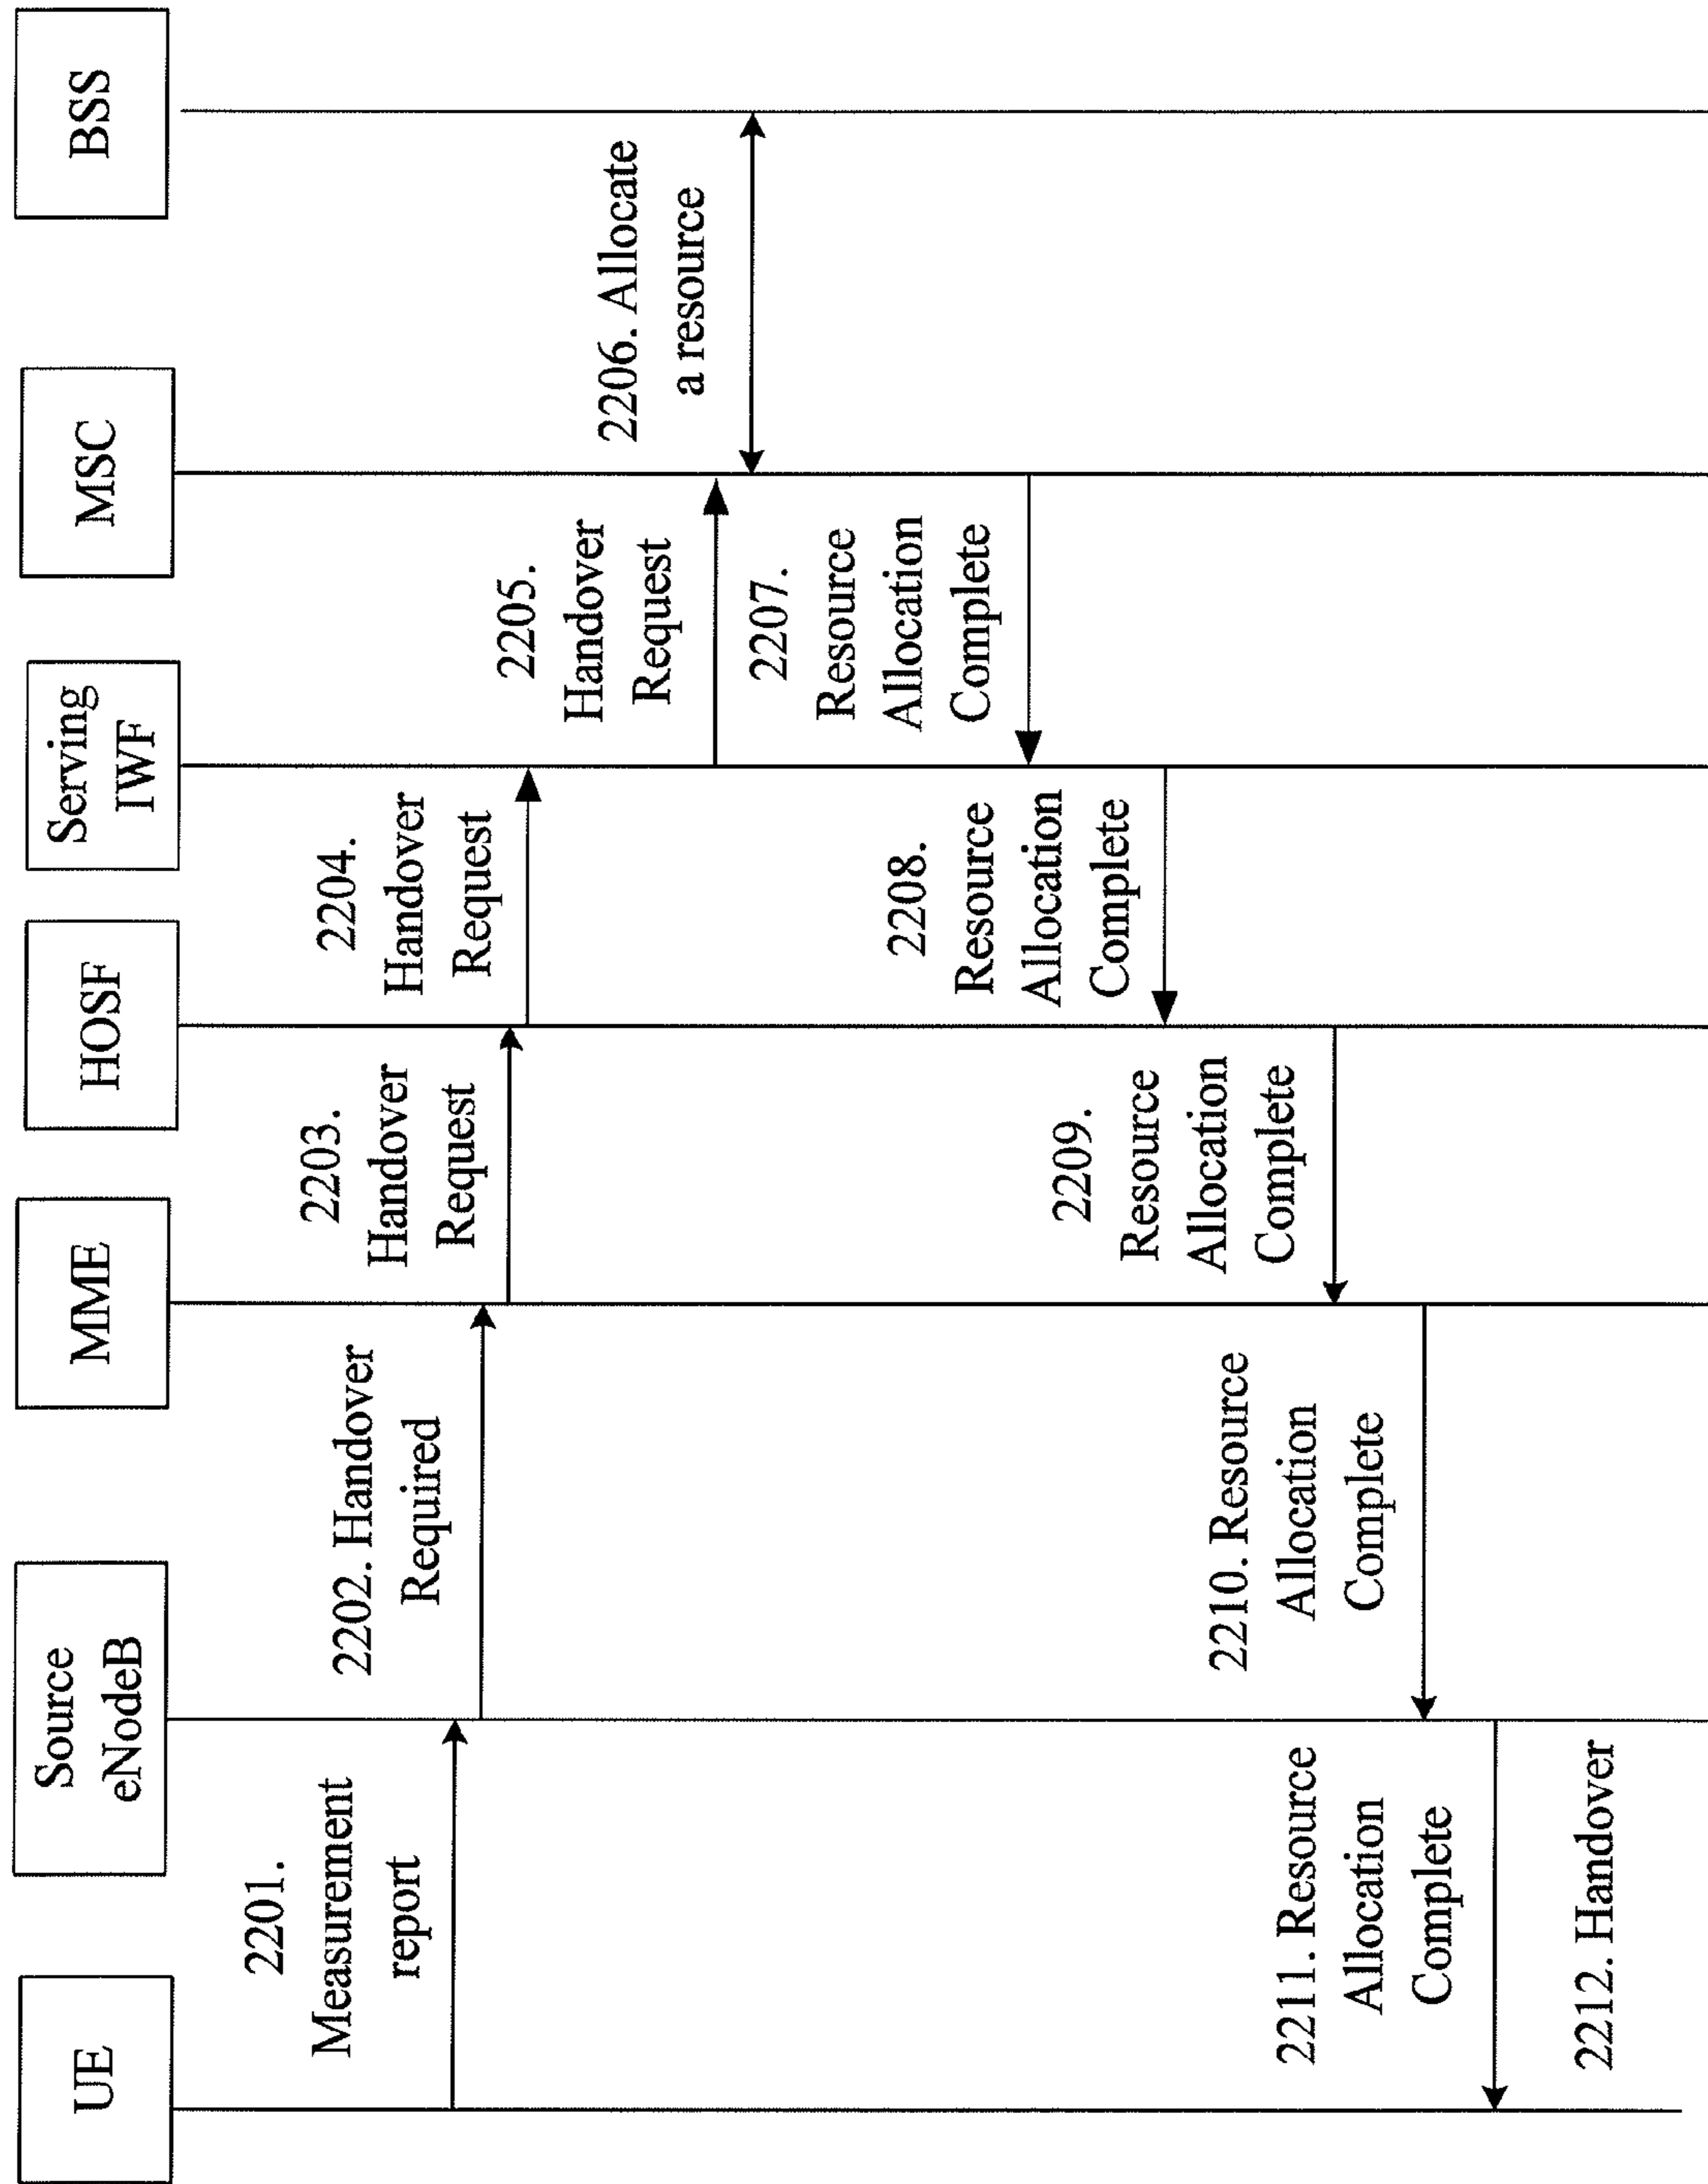 UE
Source
eNodeB
MME
HOSF
Serving
IWF
MSC
BSS
2201.
Measurement
report
2202. Handover
Required
2203.
Handover
Request
2204.
Handover
Request
2205.
Handover
Request
2206. Allocate
a resource
2207.
Resource
Allocation
Complete
2208.
Resource
Allocation
Complete
2209.
Resource
Allocation
Complete
2210. Resource
Allocation
Complete
2211. Resource
Allocation
Complete
2212. Handover